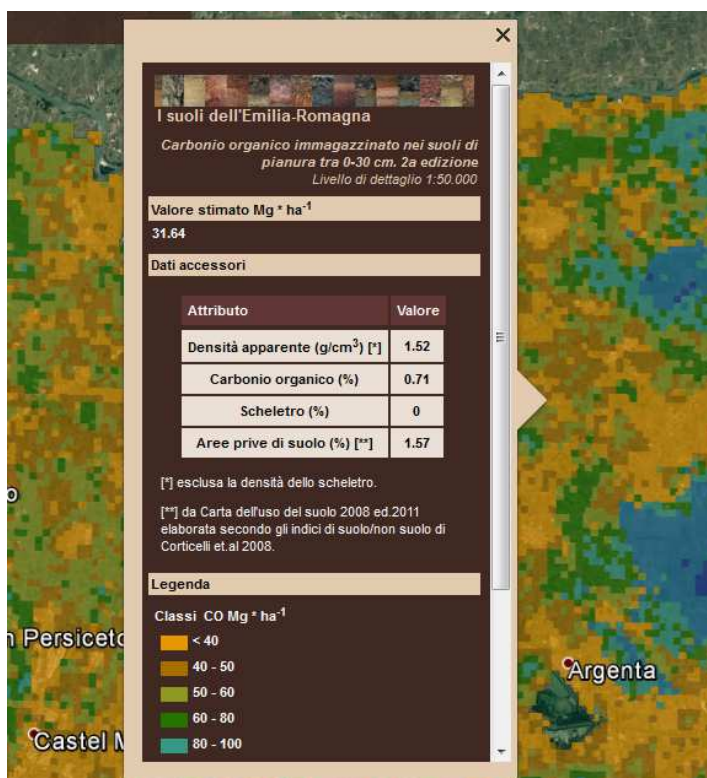 I suoli dell'Emilia-Romagna
Carbonio organico immagazzinato nei suoli di
pianura tra 0-30 cm. 2a edizione
Livello di dettaglio 1:50.000
Valore stimato Mg * ha⁻¹
31.64
Dati accessori
Attributo Valore
Densità apparente (g/cm³) [*] 1.52
Carbonio organico (%) 0.71
Scheletro (%) 0
Aree prive di suolo (%) [**] 1.57
[*] esclusa la densità dello scheletro.
[**] da Carta dell'uso del suolo 2008 ed.2011
elaborata secondo gli indici di suolo/non suolo di
Corticelli et.al 2008.
Legenda
Classi CO Mg * ha⁻¹
< 40
40 - 50
50 - 60
60 - 80
80 - 100
Persiceto
Argenta
Castel